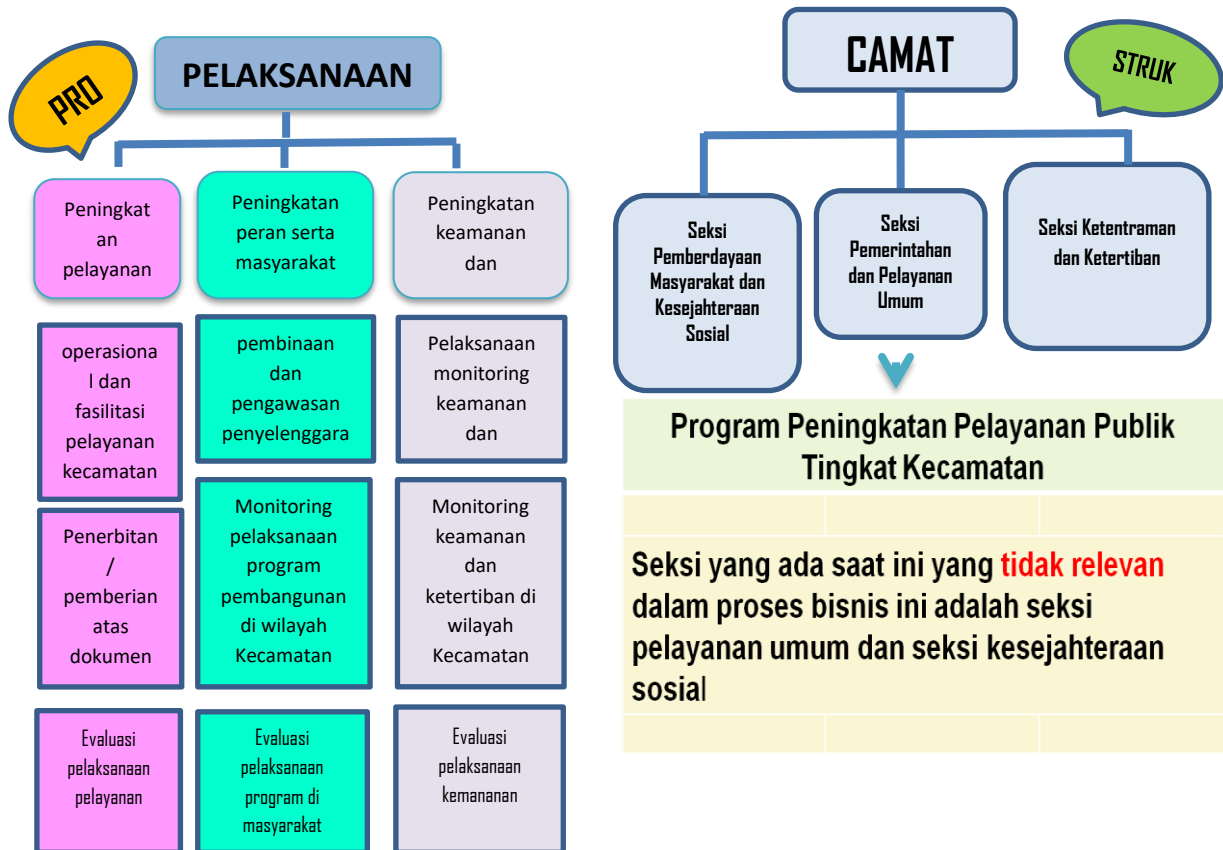 PRO
PELAKSANAAN
Peningkat
an
pelayanan
Peningkatan
peran serta
masyarakat
Peningkatan
keamanan
dan
operasiona
l dan
fasilitasi
pelayanan
kecamatan
pembinaan
dan
pengawasan
penyelenggara
Pelaksanaan
monitoring
keamanan
dan
Penerbitan
/
pemberian
atas
dokumen
Monitoring
pelaksanaan
program
pembangunan
di wilayah
Kecamatan
Monitoring
keamanan
dan
ketertiban di
wilayah
Kecamatan
Evaluasi
pelaksanaan
pelayanan
Evaluasi
pelaksanaan
program di
masyarakat
Evaluasi
pelaksanaan
kemananan
CAMAT
STRUK
Seksi
Pemberdayaan
Masyarakat dan
Kesejahteraan
Sosial
Seksi
Pemerintahan
dan Pelayanan
Umum
Seksi Ketentraman
dan Ketertiban
Program Peningkatan Pelayanan Publik
Tingkat Kecamatan
Seksi yang ada saat ini yang tidak relevan
dalam proses bisnis ini adalah seksi
pelayanan umum dan seksi kesejahteraan
sosial